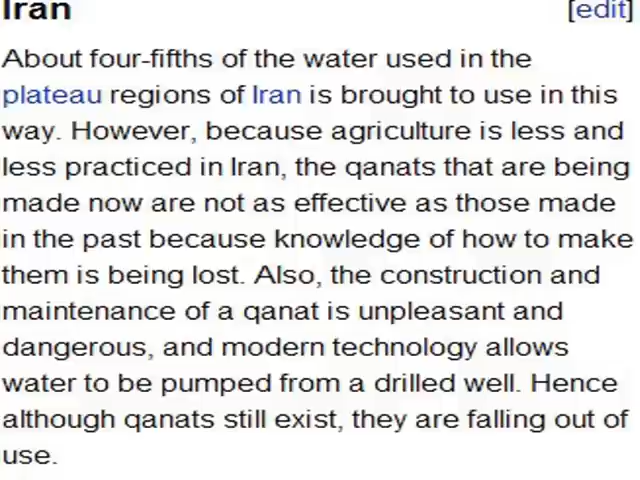 Iran [edit]
About four-fifths of the water used in the
plateau regions of Iran is brought to use in this
way. However, because agriculture is less and
less practiced in Iran, the qanats that are being
made now are not as effective as those made
in the past because knowledge of how to make
them is being lost. Also, the construction and
maintenance of a qanat is unpleasant and
dangerous, and modern technology allows
water to be pumped from a drilled well. Hence
although qanats still exist, they are falling out of
use.